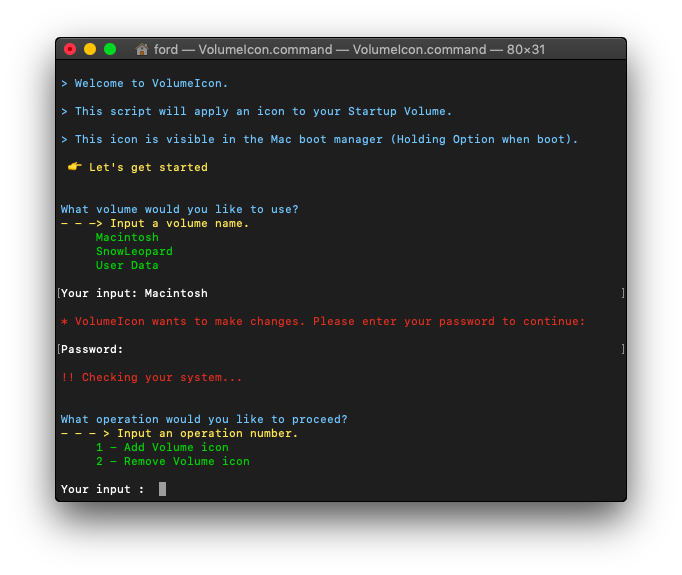 ford — VolumeIcon.command — VolumeIcon.command — 80×31
> Welcome to VolumeIcon.
> This script will apply an icon to your Startup Volume.
> This icon is visible in the Mac boot manager (Holding Option when boot).
👉 Let's get started
What volume would you like to use?
– – –> Input a volume name.
Macintosh
SnowLeopard
User Data
[Your input: Macintosh ]
* VolumeIcon wants to make changes. Please enter your password to continue:
[Password: ]
!! Checking your system...
What operation would you like to proceed?
– – – > Input an operation number.
1 – Add Volume icon
2 – Remove Volume icon
Your input :